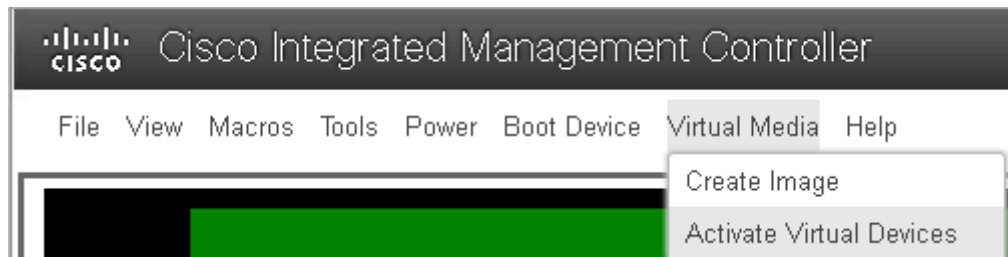 CISCO Cisco Integrated Management Controller
File View Macros Tools Power Boot Device Virtual Media Help
Create Image
Activate Virtual Devices